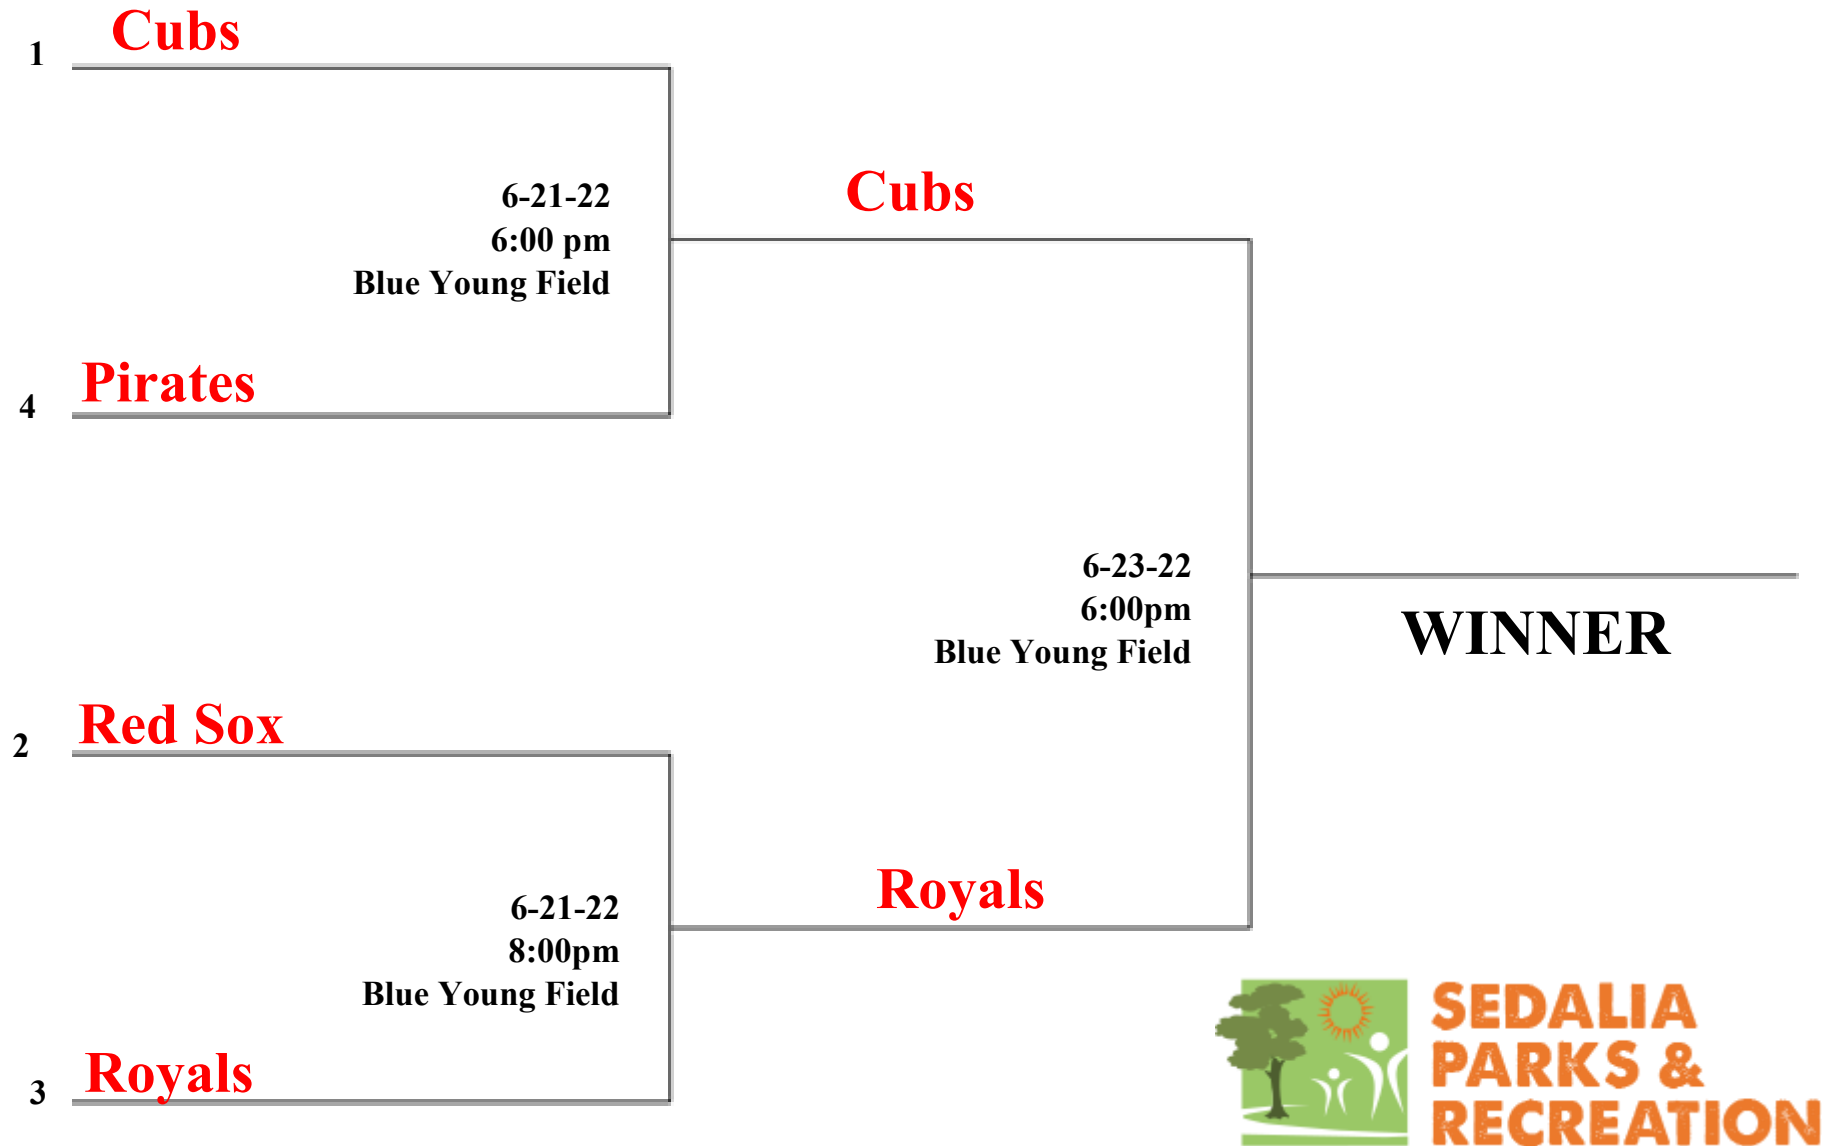 Cubs
1
6-21-22
6:00 pm
Blue Young Field
Cubs
Pirates
4
6-23-22
6:00pm
Blue Young Field
WINNER
Red Sox
2
6-21-22
8:00pm
Blue Young Field
Royals
Royals
3
SEDALIA
PARKS &
RECREATION